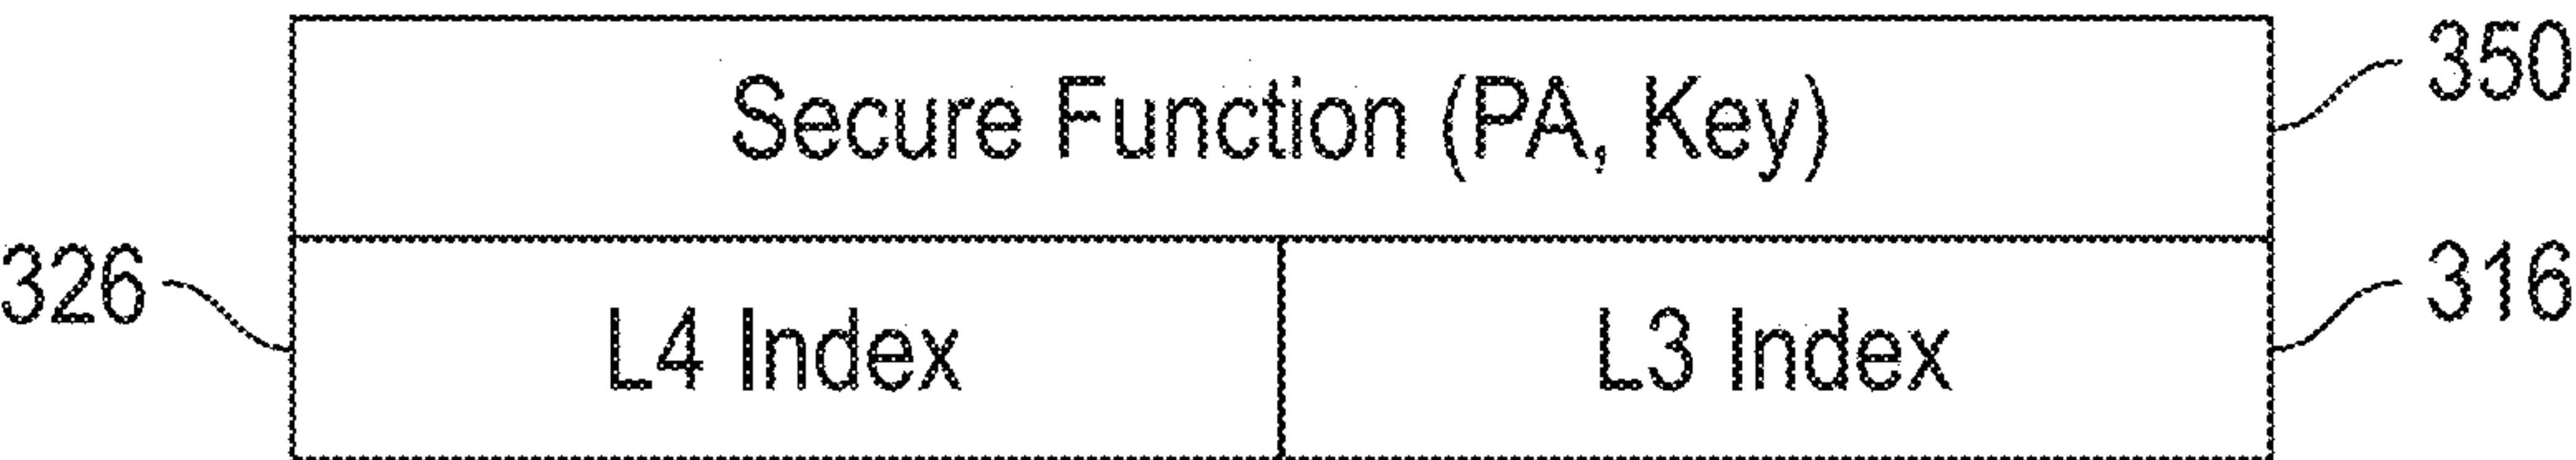 Secure Function (PA, Key)
350
326
L4 Index
L3 Index
316